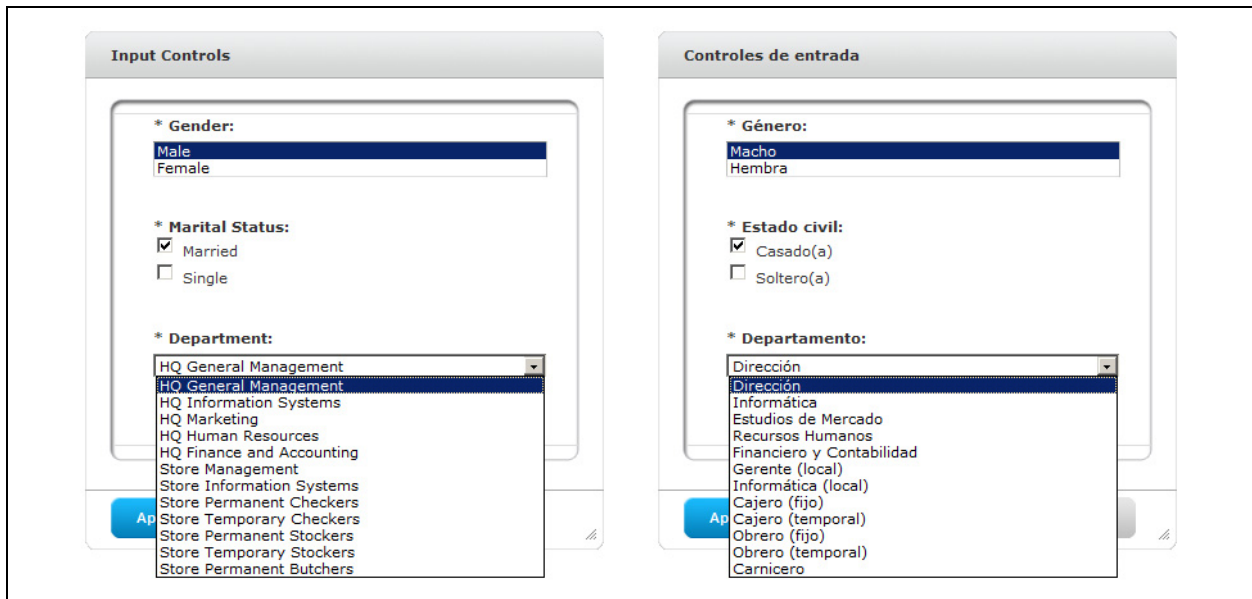 Input Controls
* Gender:
Male
Female
* Marital Status:
Married
Single
* Department:
HQ General Management
HQ General Management
HQ Information Systems
HQ Marketing
HQ Human Resources
HQ Finance and Accounting
Store Management
Store Information Systems
Store Permanent Checkers
Store Temporary Checkers
Store Permanent Stockers
Store Temporary Stockers
Store Permanent Butchers
Controles de entrada
* Género:
Macho
Hembra
* Estado civil:
Casado(a)
Soltero(a)
* Departamento:
Dirección
Dirección
Informática
Estudios de Mercado
Recursos Humanos
Financiero y Contabilidad
Gerente (local)
Informática (local)
Cajero (fijo)
Cajero (temporal)
Obrero (fijo)
Obrero (temporal)
Carnicero